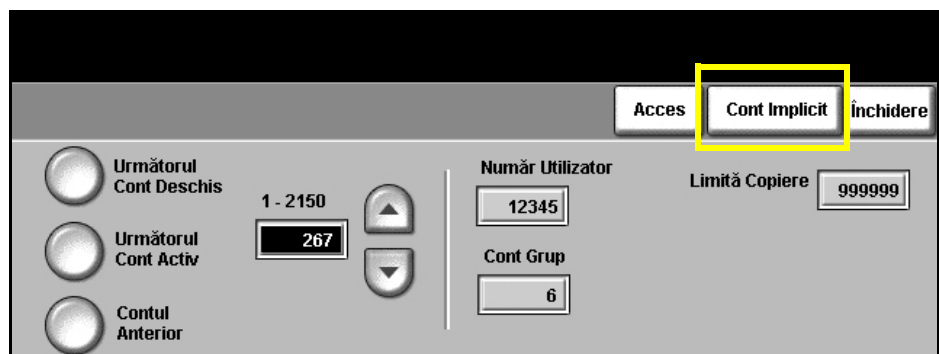 Acces
Cont Implicit
Închidere
Următorul
Cont Deschis
Următorul
Cont Activ
Contul
Anterior
1 - 2150
267
Număr Utilizator
12345
Cont Grup
6
Limită Copiere
999999